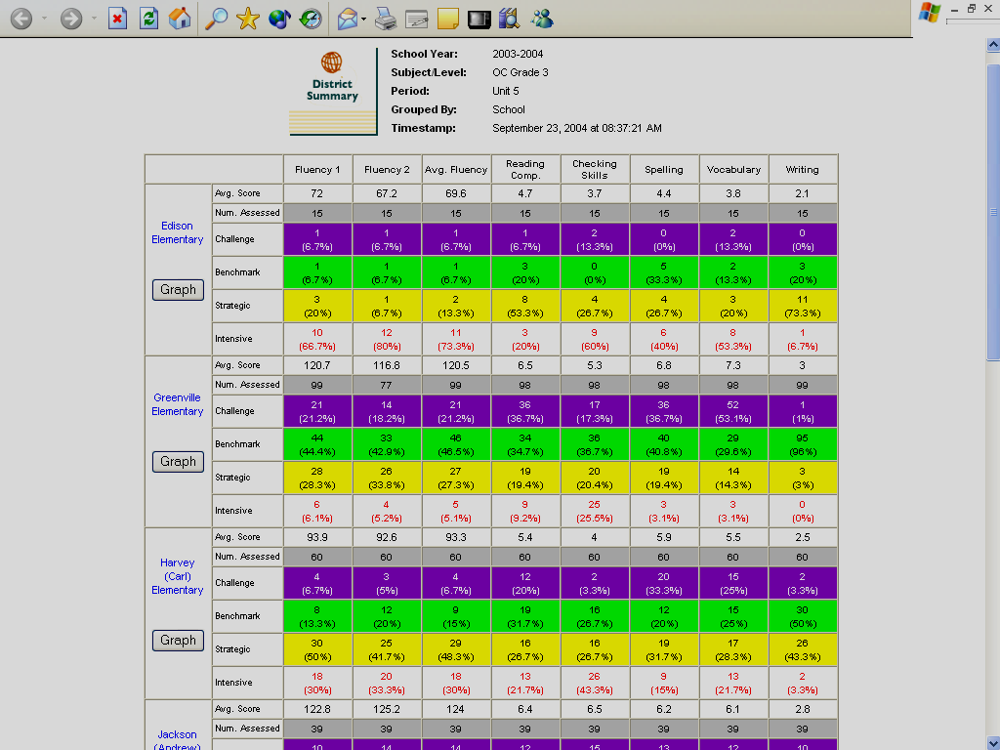 District
Summary
School Year: 2003-2004
Subject/Level: OC Grade 3
Period: Unit 5
Grouped By: School
Timestamp: September 23, 2004 at 08:37:21 AM
Fluency 1 Fluency 2 Avg. Fluency Reading Comp. Checking Skills Spelling Vocabulary Writing
Edison
Elementary
Graph
Avg. Score 72 67.2 69.6 4.7 3.7 4.4 3.8 2.1
Num. Assessed 15 15 15 15 15 15 15 15
Challenge 1 1 1 1 2 0 2 0
(6.7%) (6.7%) (6.7%) (6.7%) (13.3%) (0%) (13.3%) (0%)
Benchmark 1 1 1 3 0 5 2 3
(6.7%) (6.7%) (6.7%) (20%) (0%) (33.3%) (13.3%) (20%)
Strategic 3 1 2 8 4 4 3 11
(20%) (6.7%) (13.3%) (53.3%) (26.7%) (26.7%) (20%) (73.3%)
Intensive 10 12 11 3 9 6 8 1
(66.7%) (80%) (73.3%) (20%) (60%) (40%) (53.3%) (6.7%)
Greenville
Elementary
Graph
Avg. Score 120.7 116.8 120.5 6.5 5.3 6.8 7.3 3
Num. Assessed 99 77 99 98 98 98 98 99
Challenge 21 14 21 36 17 36 52 1
(21.2%) (18.2%) (21.2%) (36.7%) (17.3%) (36.7%) (53.1%) (1%)
Benchmark 44 33 46 34 36 40 29 95
(44.4%) (42.9%) (46.5%) (34.7%) (36.7%) (40.8%) (29.6%) (96%)
Strategic 28 26 27 19 20 19 14 3
(28.3%) (33.8%) (27.3%) (19.4%) (20.4%) (19.4%) (14.3%) (3%)
Intensive 6 4 5 9 25 3 3 0
(6.1%) (5.2%) (5.1%) (9.2%) (25.5%) (3.1%) (3.1%) (0%)
Harvey
(Carl)
Elementary
Graph
Avg. Score 93.9 92.6 93.3 5.4 4 5.9 5.5 2.5
Num. Assessed 60 60 60 60 60 60 60 60
Challenge 4 3 4 12 2 20 15 2
(6.7%) (5%) (6.7%) (20%) (3.3%) (33.3%) (25%) (3.3%)
Benchmark 8 12 9 19 16 12 15 30
(13.3%) (20%) (15%) (31.7%) (26.7%) (20%) (25%) (50%)
Strategic 30 25 29 16 16 19 17 26
(50%) (41.7%) (48.3%) (26.7%) (26.7%) (31.7%) (28.3%) (43.3%)
Intensive 18 20 18 13 26 9 13 2
(30%) (33.3%) (30%) (21.7%) (43.3%) (15%) (21.7%) (3.3%)
Jackson
(Andrew)
Avg. Score 122.8 125.2 124 6.4 6.5 6.2 6.1 2.8
Num. Assessed 39 39 39 39 39 39 39 39
10 14 14 12 15 13 12 10